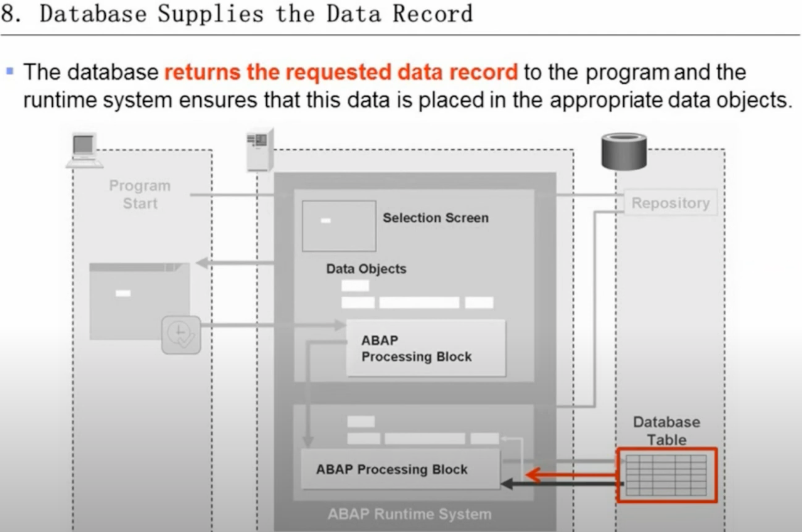 8. Database Supplies the Data Record
The database returns the requested data record to the program and the
runtime system ensures that this data is placed in the appropriate data objects.
Program
Start
Selection Screen
Repository
Data Objects
ABAP
Processing Block
Database
Table
ABAP Processing Block
ABAP Runtime System